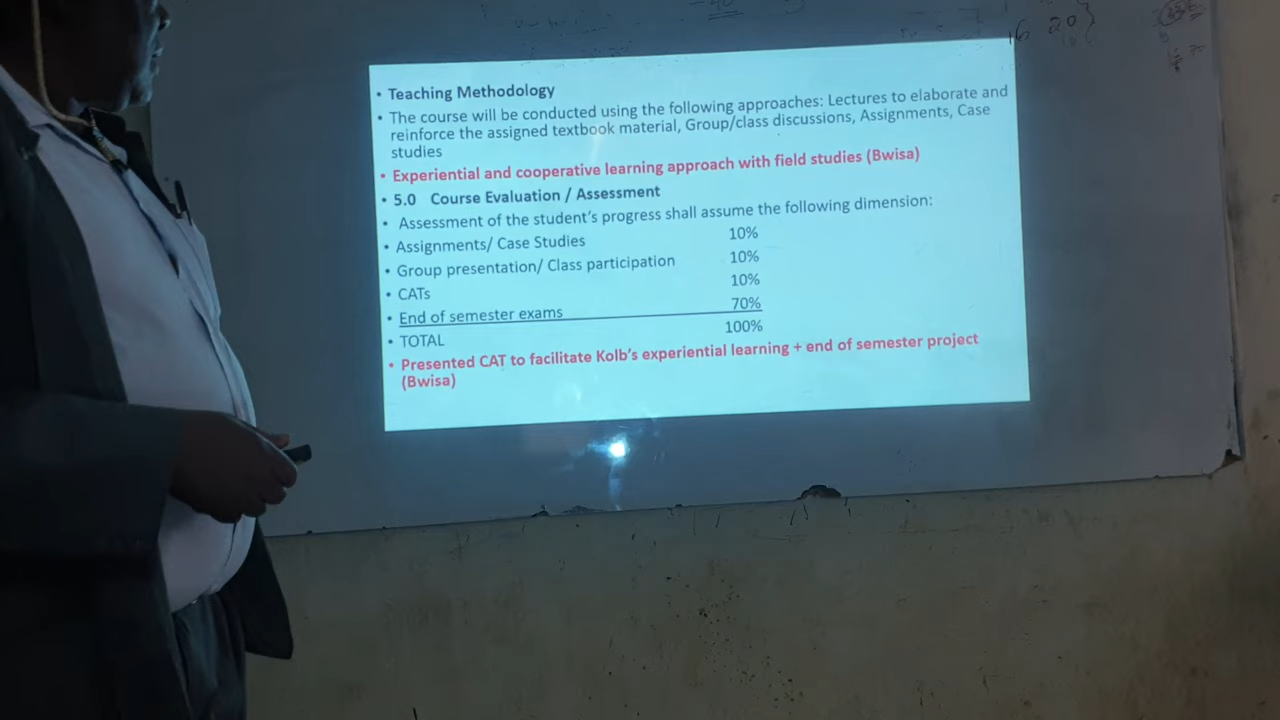 16 20}
• Teaching Methodology
• The course will be conducted using the following approaches: Lectures to elaborate and
reinforce the assigned textbook material, Group/class discussions, Assignments, Case
studies
• Experiential and cooperative learning approach with field studies (Bwisa)
• 5.0 Course Evaluation / Assessment
• Assessment of the student's progress shall assume the following dimension:
• Assignments/ Case Studies 10%
• Group presentation/ Class participation 10%
• CATs 10%
• End of semester exams 70%
• TOTAL 100%
• Presented CAT to facilitate Kolb's experiential learning + end of semester project
(Bwisa)